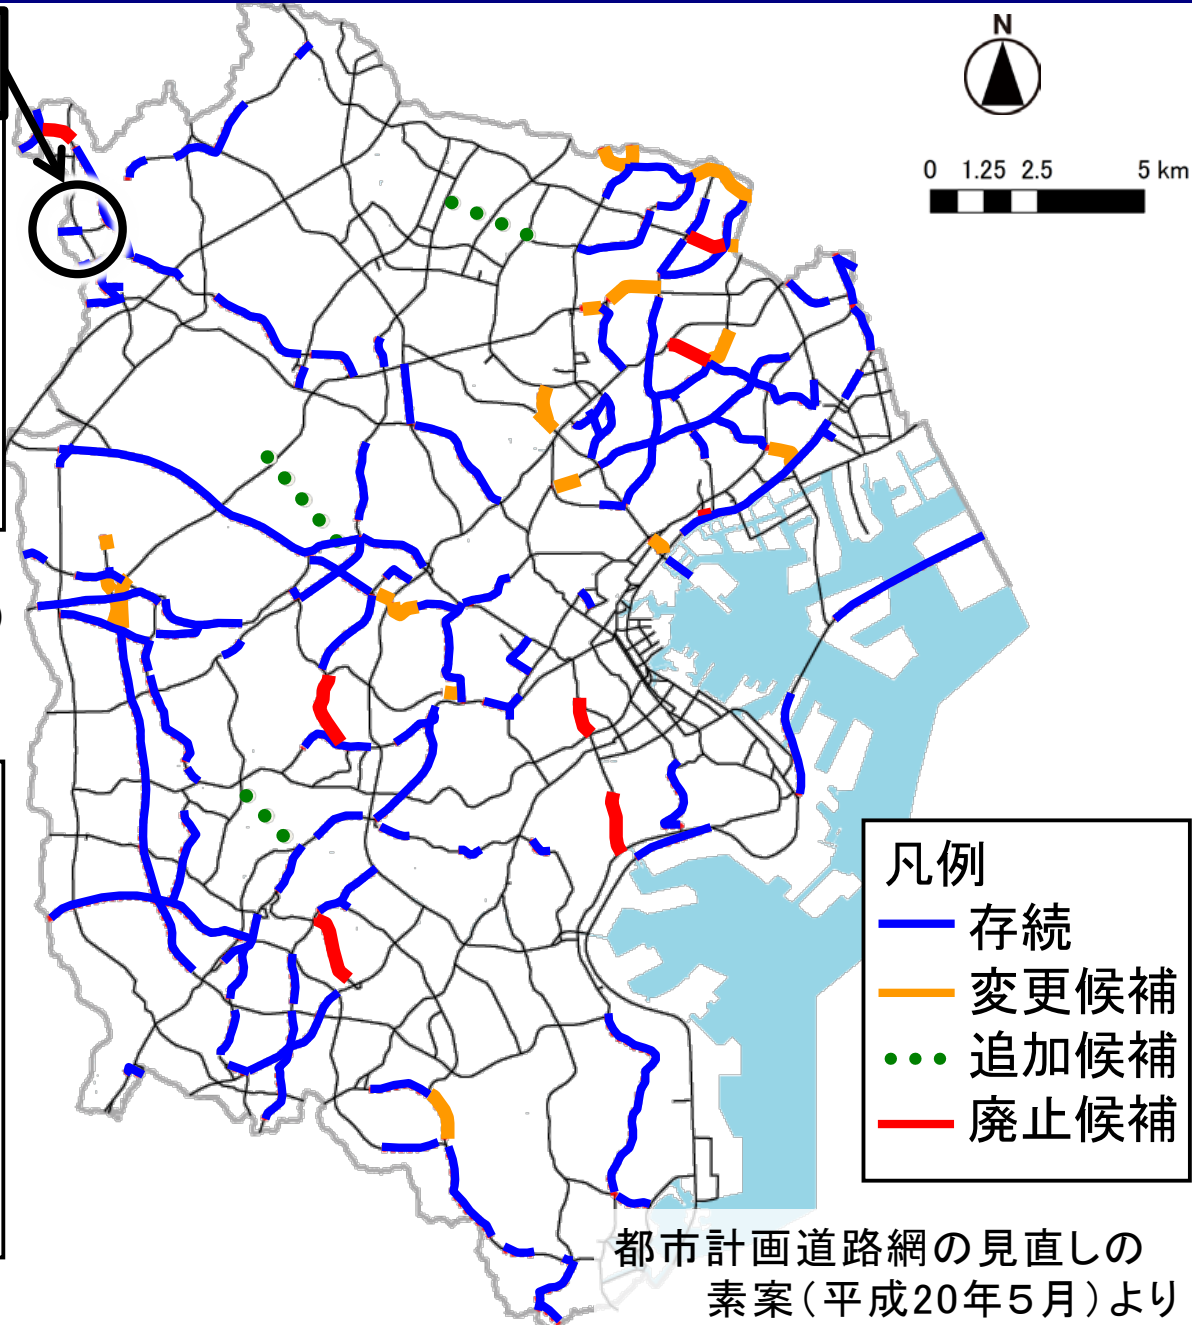 N
0 1.25 2.5 5 km
凡例
存続
変更候補
追加候補
廃止候補
都市計画道路網の見直しの
素案(平成20年5月)より